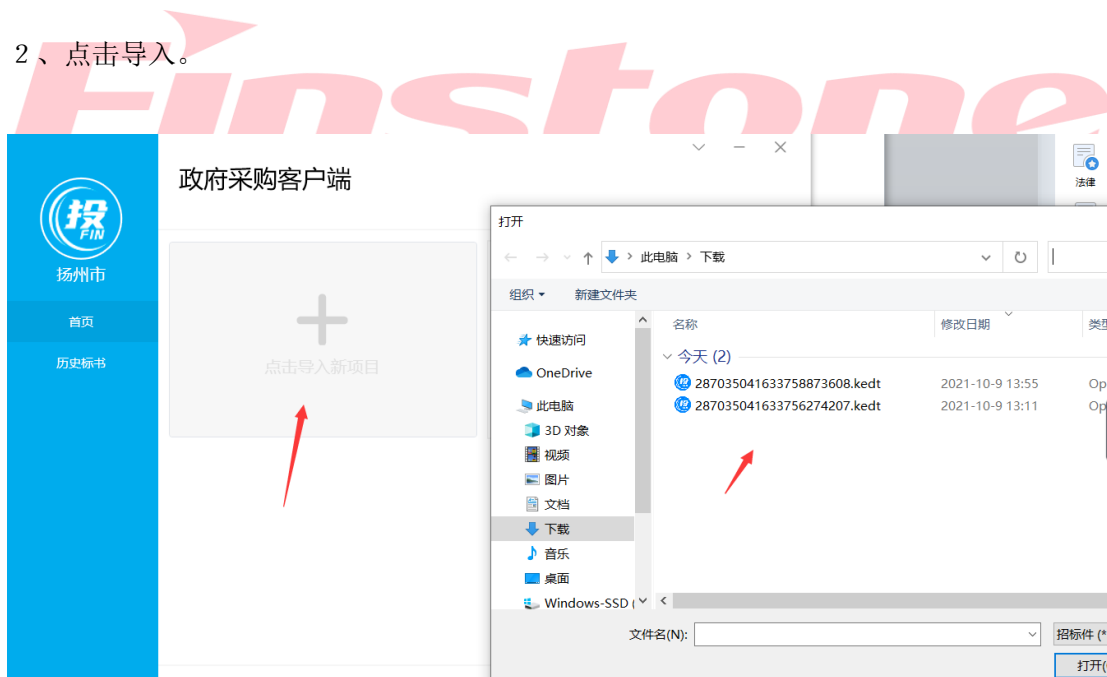 Finstone
2、点击导入。
政府采购客户端
法律
投
FIN
扬州市
首页
历史标书
点击导入新项目
打开
此电脑 > 下载
组织 新建文件夹
名称 修改日期
快速访问
OneDrive
此电脑
3D 对象
视频
图片
文档
下载
音乐
桌面
Windows-SSD (
今天 (2)
287035041633758873608.kedt 2021-10-9 13:55 Op
287035041633756274207.kedt 2021-10-9 13:11 Op
文件名(N):
招标件 (*
打开(